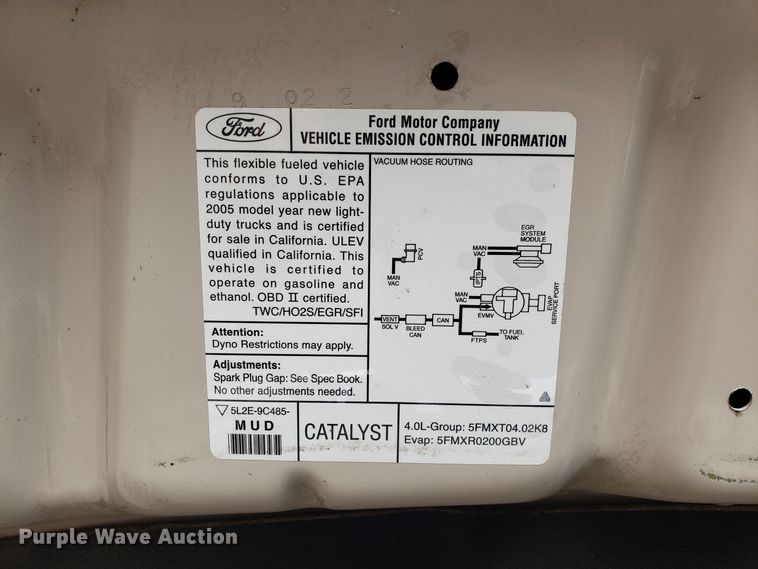 9 02 2
Ford
Ford Motor Company
VEHICLE EMISSION CONTROL INFORMATION
This flexible fueled vehicle
conforms to U.S. EPA
regulations applicable to
2005 model year new light-
duty trucks and is certified
for sale in California. ULEV
qualified in California. This
vehicle is certified to
operate on gasoline and
ethanol. OBD II certified.
TWC/HO2S/EGR/SFI
Attention:
Dyno Restrictions may apply.
Adjustments:
Spark Plug Gap: See Spec Book.
No other adjustments needed.
VACUUM HOSE ROUTING
PCV
MAN
VAC
EGR
SYSTEM
MODULE
MAN
VAC
MAN
VAC
EVMV
EVAP
SERVICE PORT
VENT
SOL V
BLEED
CAN
CAN
FTPS
TO FUEL
TANK
5L2E-9C485-
MUD
CATALYST
4.0L-Group: 5FMXT04.02K8
Evap: 5FMXR0200GBV
Purple Wave Auction